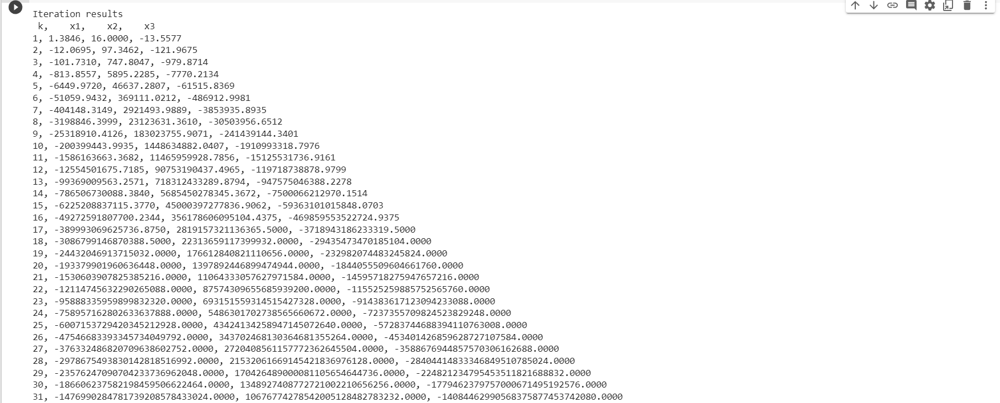 Iteration results
k, x1, x2, x3
1, 1.3846, 16.0000, -13.5577
2, -12.0695, 97.3462, -121.9675
3, -101.7310, 747.8047, -979.8714
4, -813.8557, 5895.2285, -7770.2134
5, -6449.9720, 46637.2807, -61515.8369
6, -51059.9432, 369111.0212, -486912.9981
7, -404148.3149, 2921493.9889, -3853935.8935
8, -3198846.3999, 23123631.3610, -30503956.6512
9, -25318910.4126, 183023755.9071, -241439144.3401
10, -200399443.9935, 1448634882.0407, -1910993318.7976
11, -1586163663.3682, 11465959928.7856, -15125531736.9161
12, -12554501675.7185, 90753190437.4965, -119718738878.9799
13, -99369009563.2571, 718312433289.8794, -947575046388.2278
14, -786506730088.3840, 5685450278345.3672, -7500066212970.1514
15, -6225208837115.3770, 45000397277836.9062, -59363101015848.0703
16, -49272591807700.2344, 356178606095104.4375, -469859553522724.9375
17, -389993069625736.8750, 2819157321136365.5000, -3718943186233319.5000
18, -3086799146870388.5000, 22313659117399932.0000, -29435473470185104.0000
19, -24432046913715032.0000, 176612840821110656.0000, -232982074483245824.0000
20, -193379901960636448.0000, 1397892446899474944.0000, -1844055509604661760.0000
21, -1530603907825385216.0000, 11064333057627971584.0000, -14595718275947657216.0000
22, -12114745632290265088.0000, 87574309655685939200.0000, -115525259885752565760.0000
23, -95888335959899832320.0000, 693151559314515427328.0000, -914383617123094233088.0000
24, -758957162802633637888.0000, 5486301702738565660672.0000, -7237355709824523829248.0000
25, -6007153729420345212928.0000, 43424134258947145072640.0000, -57283744688394110763008.0000
26, -47546683393345734049792.0000, 343702468130364681355264.0000, -453401426859628727107584.0000
27, -376332486820709638602752.0000, 2720408561157772362645504.0000, -3588676944857570306162688.0000
28, -2978675493830142818516992.0000, 21532061669145421836976128.0000, -28404414833346849510785024.0000
29, -23576247090704233736962048.0000, 170426489000081105654644736.0000, -224821234795453511821688832.0000
30, -186606237582198459506622464.0000, 1348927408772721002210656256.0000, -1779462379757000671495192576.0000
31, -1476990284781739208578433024.0000, 10676774278542005128482783232.0000, -14084462990568375877453742080.0000